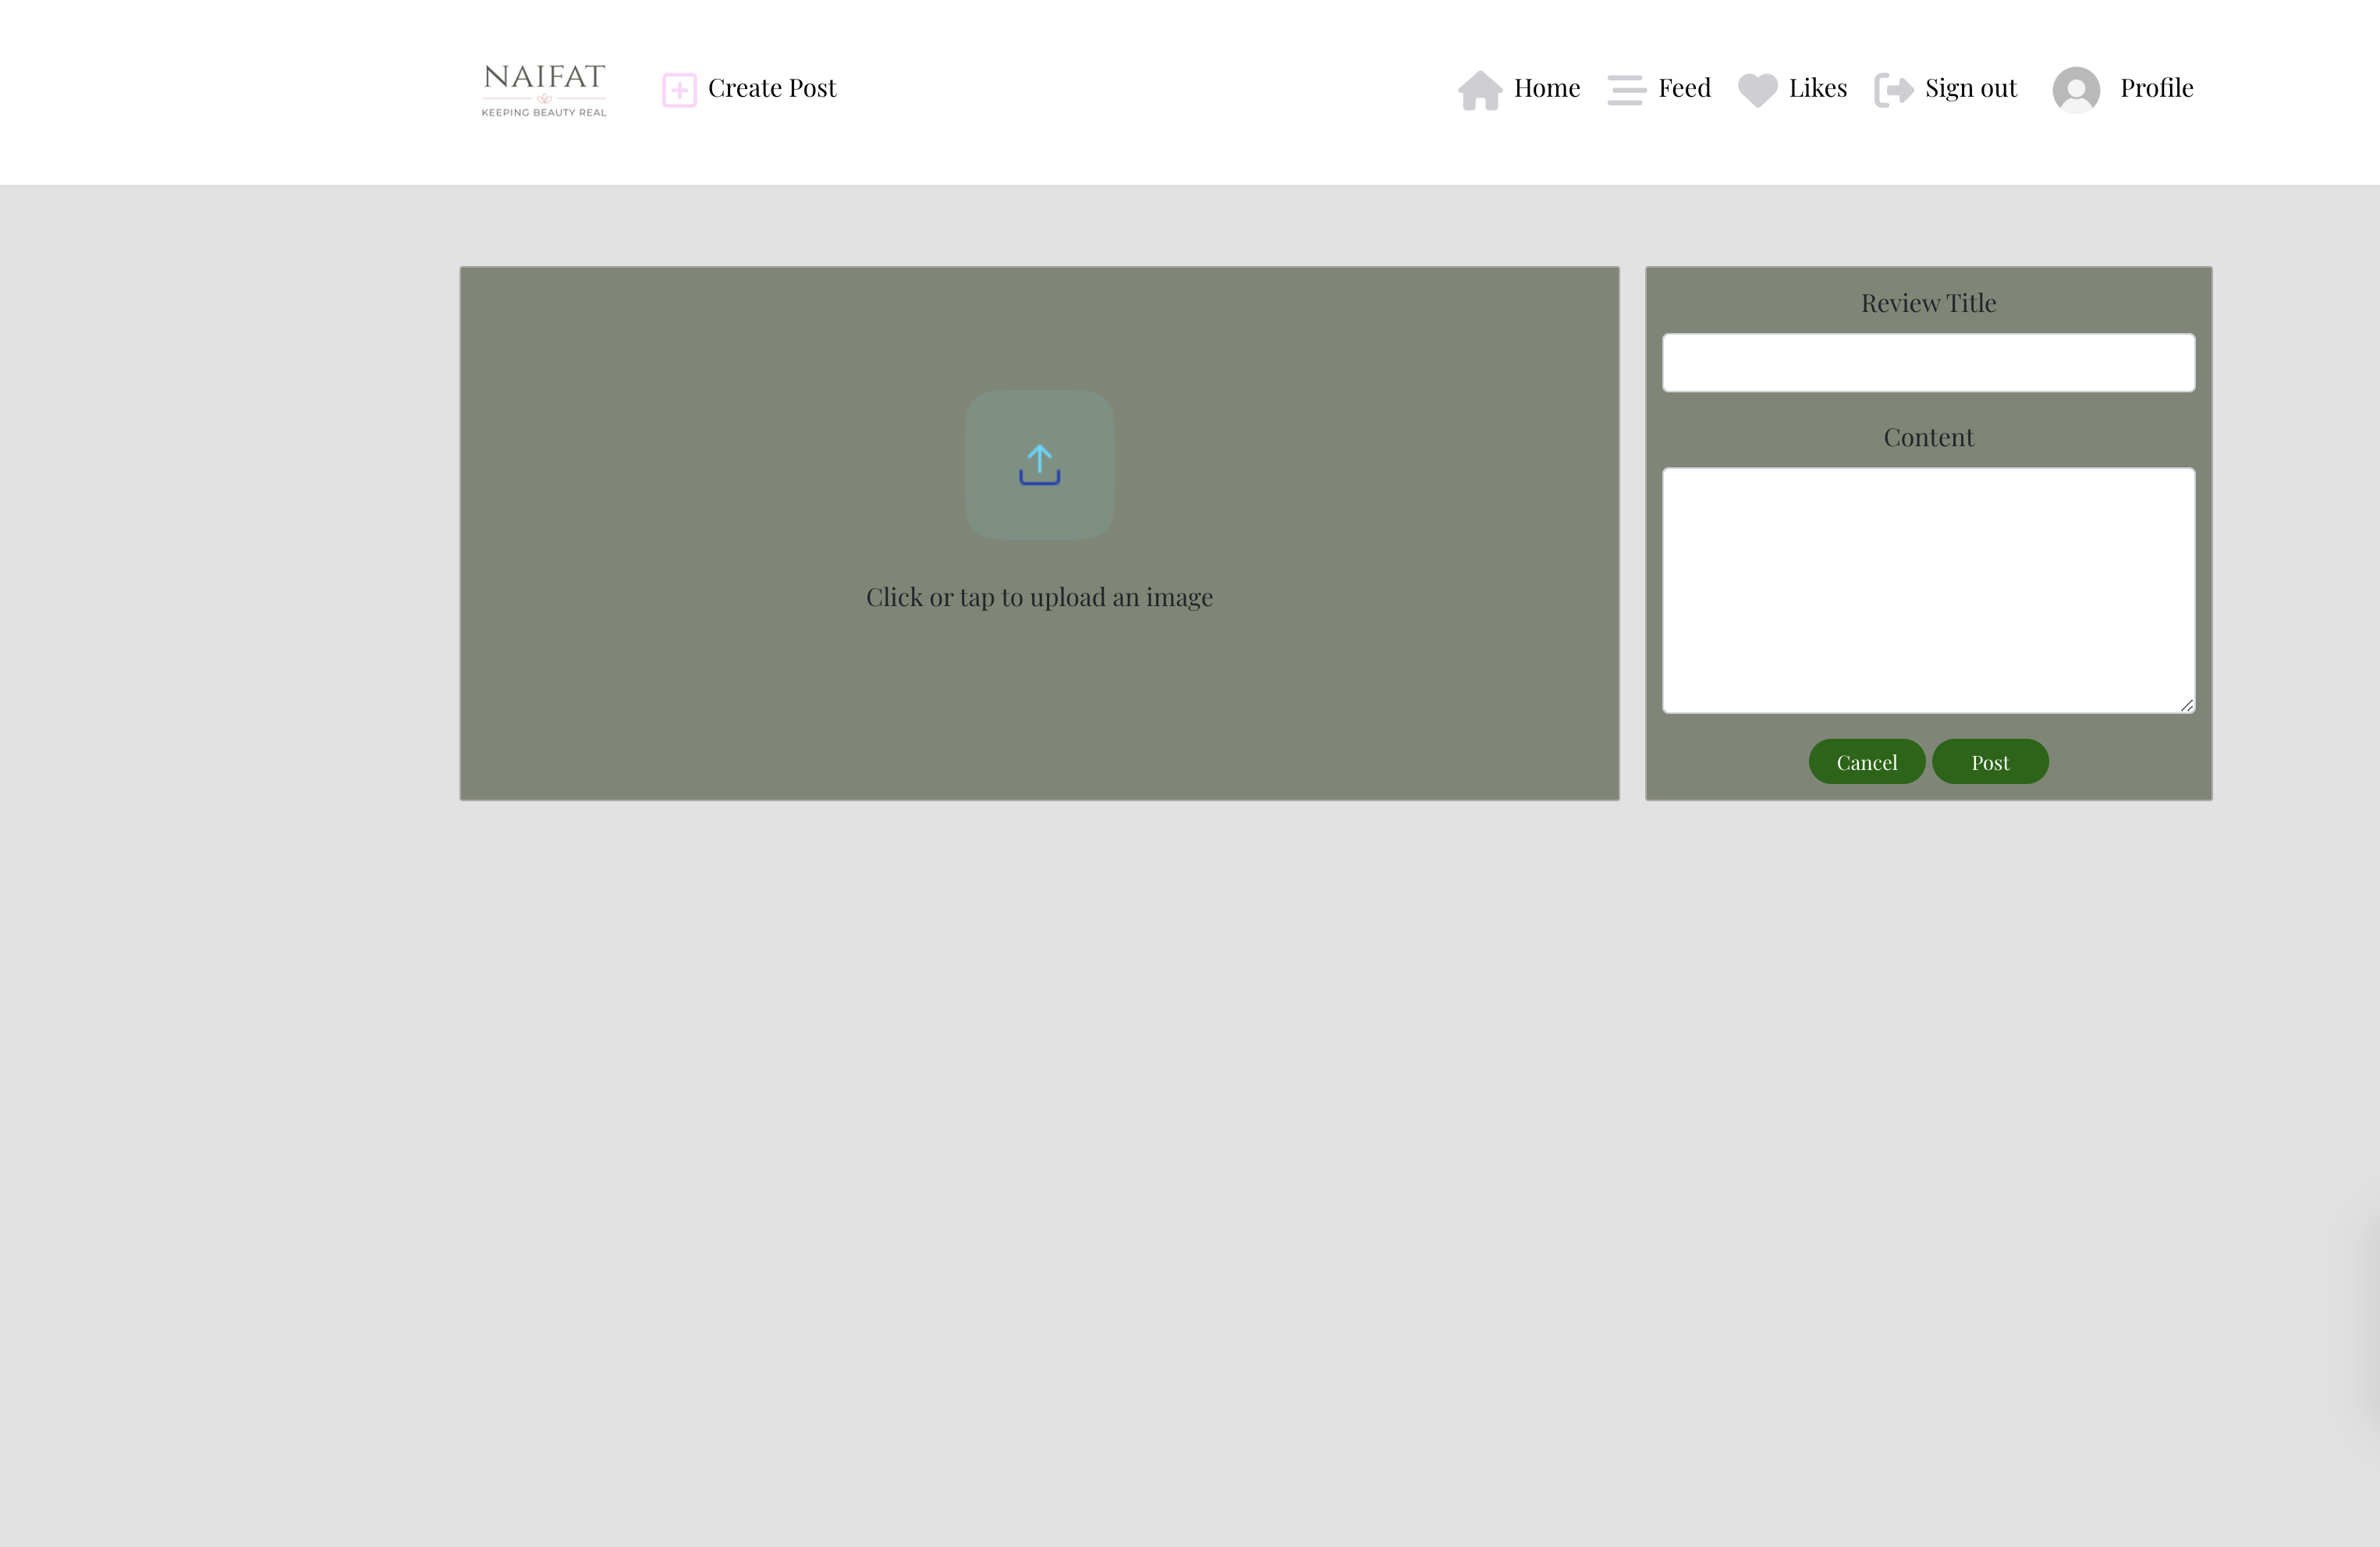 NAIFAT
KEEPING BEAUTY REAL
Create Post
Home
Feed
Likes
Sign out
Profile
Click or tap to upload an image
Review Title
Content
Cancel
Post